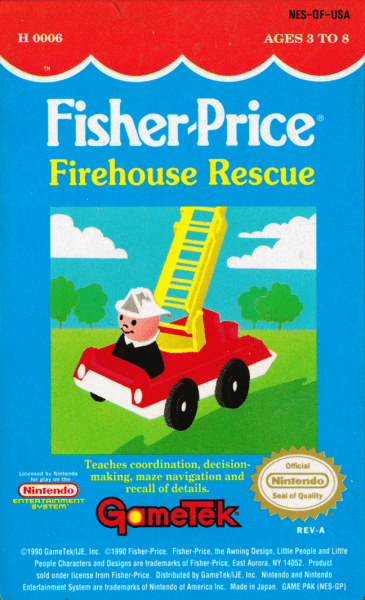 NES-QF-USA
H 0006
AGES 3 TO 8
TM
Fisher-Price®
Firehouse Rescue
Teaches coordination, decision-
making, maze navigation and
recall of details.
Licensed by Nintendo
for play on the
Nintendo
ENTERTAINMENT
SYSTEM®
GameTek
Official
Nintendo
Seal of Quality
REV-A
©1990 GameTek/IJE, Inc. ©1990 Fisher-Price. Fisher-Price, the Awning Design, Little People and Little
People Characters and Designs are trademarks of Fisher-Price, East Aurora, NY 14052. Product
sold under license from Fisher-Price. Distributed by GameTek/IJE, Inc. Nintendo and Nintendo
Entertainment System are trademarks of Nintendo of America Inc. Made in Japan. GAME PAK (NES-GP)